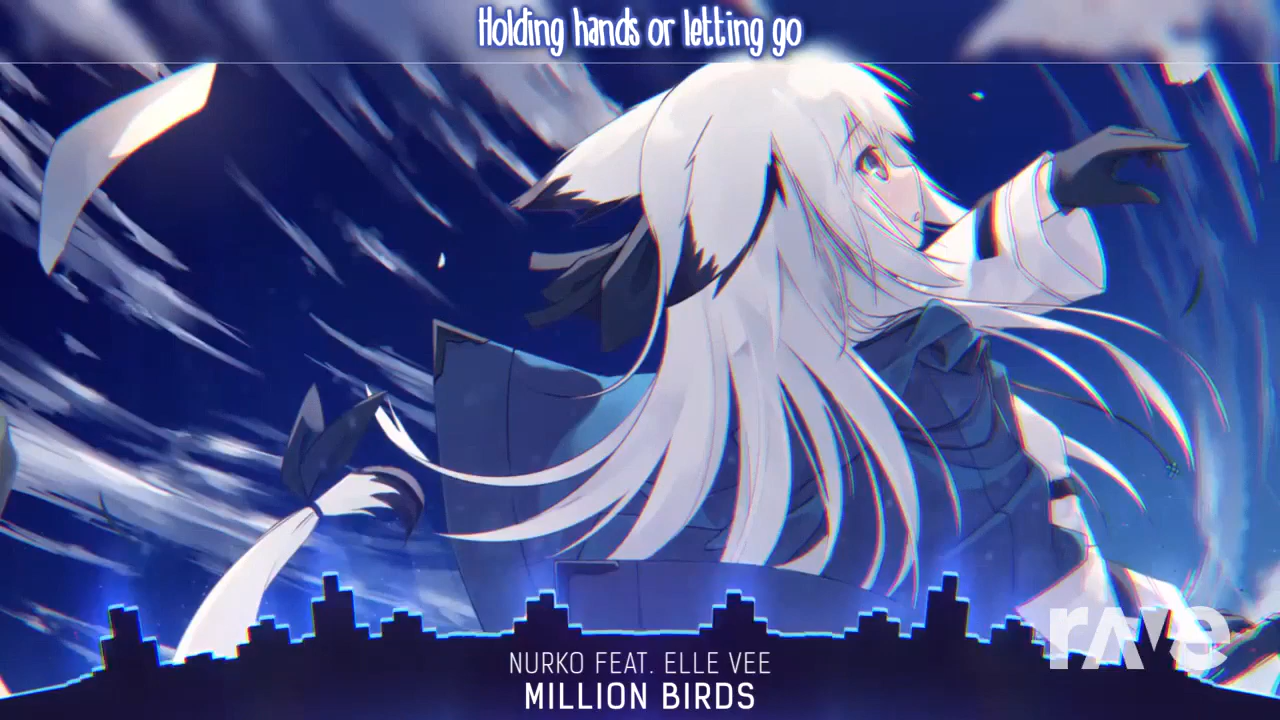 Holding hands or letting go
rave
NURKO FEAT. ELLE VEE
MILLION BIRDS